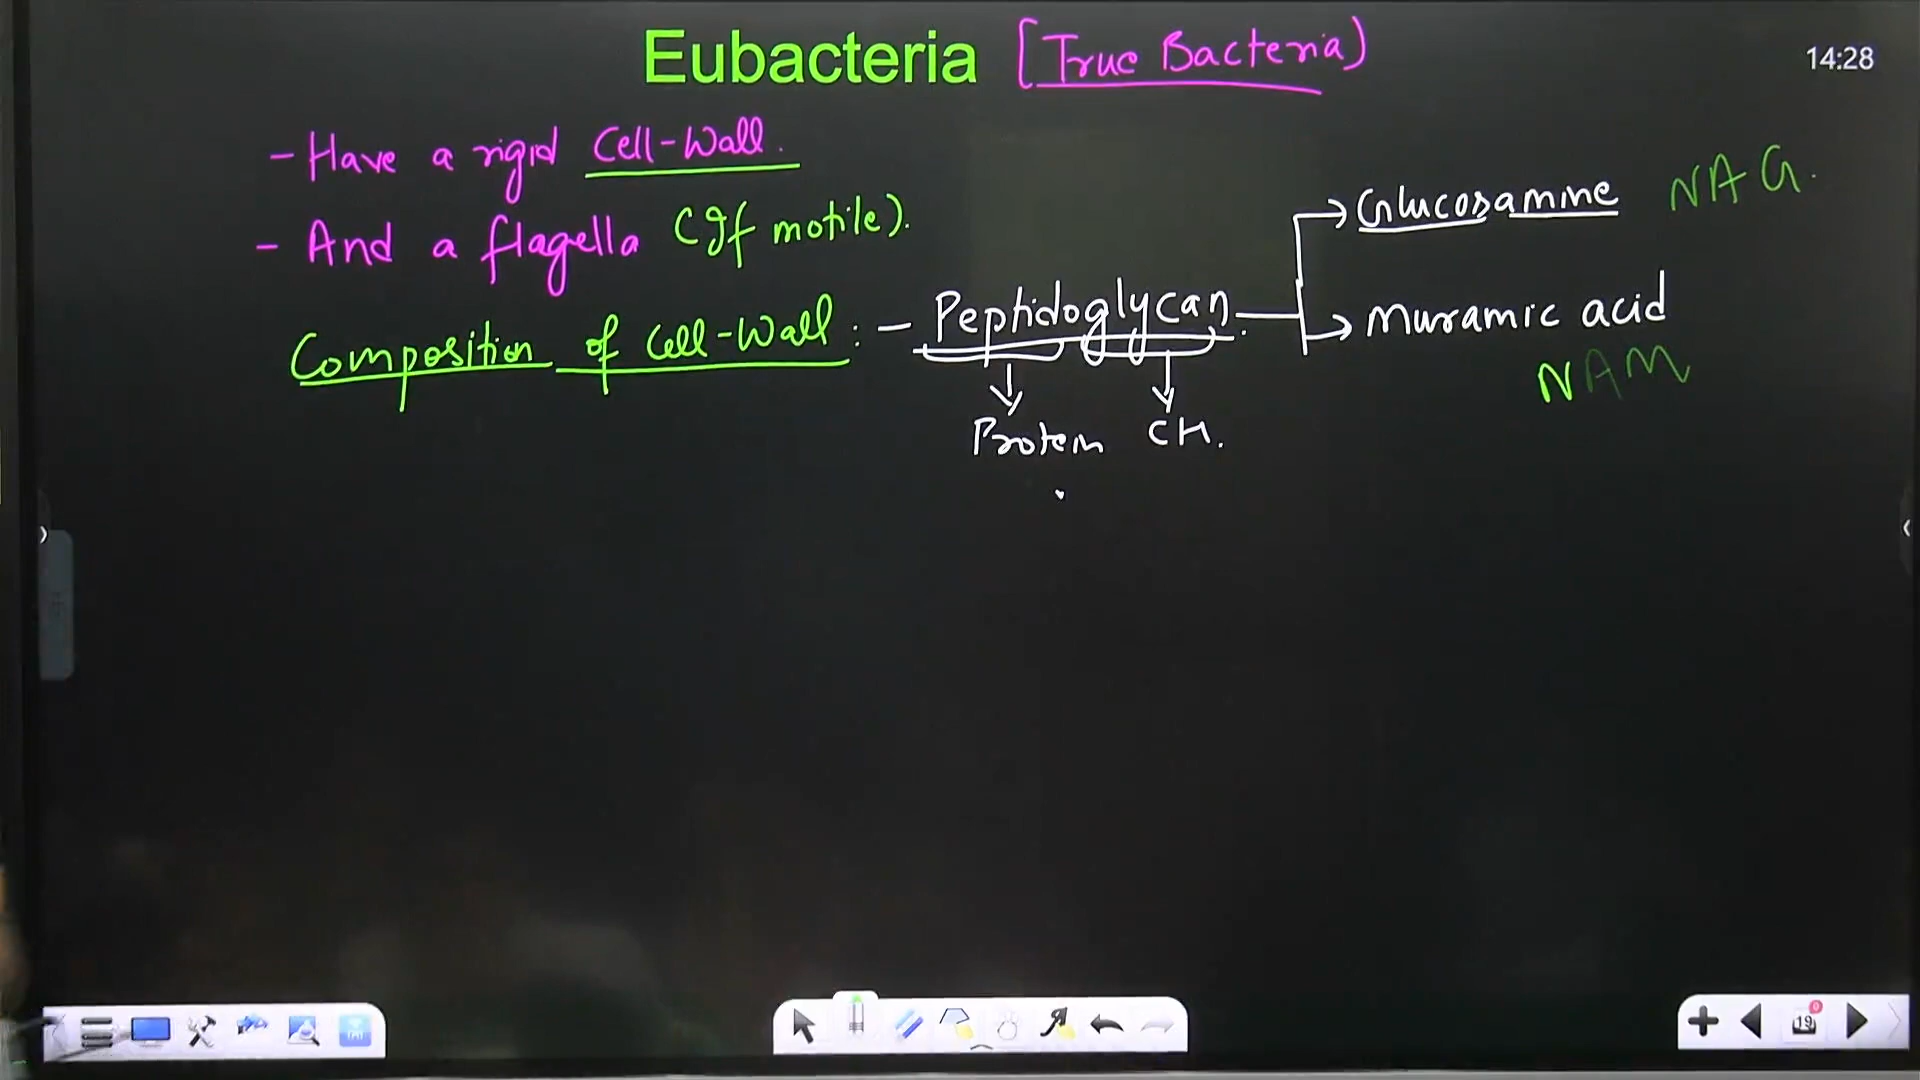 Eubacteria [True Bacteria)
14:28
- Have a rigid Cell-Wall.
- And a flagella (If motile).
Composition of Cell-Wall : - Peptidoglycan.
Protein CH.
Glucosamine NAG.
Muramic acid
NAM
19